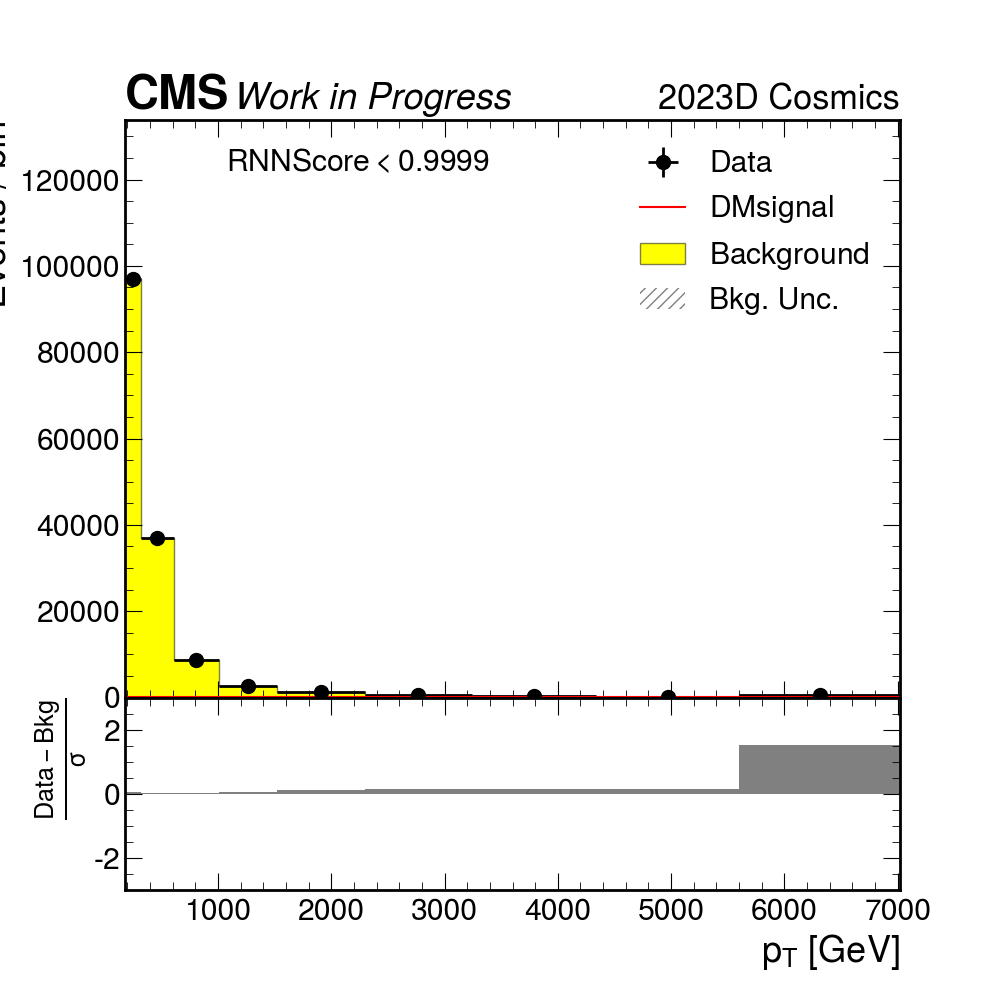 CMS Work in Progress 2023D Cosmics
RNNScore < 0.9999
Data
DMsignal
Background
Bkg. Unc.
120000
100000
80000
60000
40000
20000
0
Data – Bkg
σ
2
0
-2
1000 2000 3000 4000 5000 6000 7000
pT [GeV]